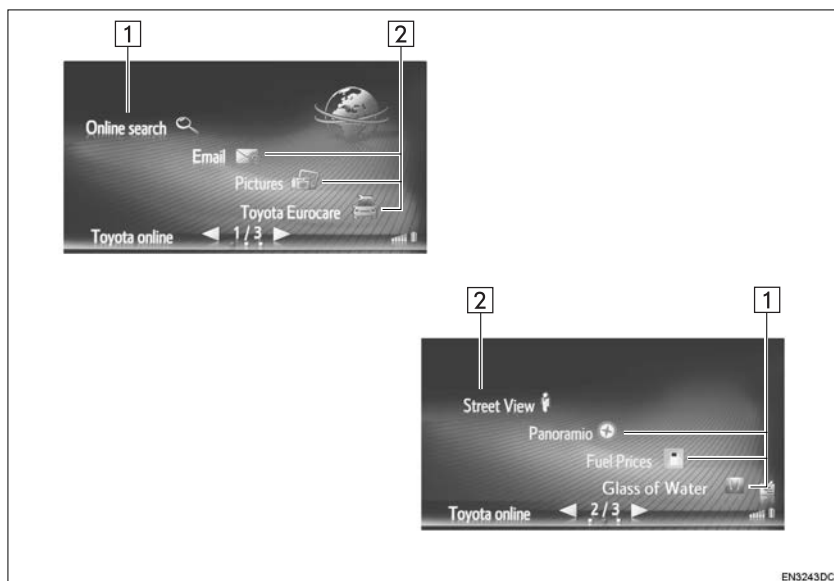 1
2
Online search
Email
Pictures
Toyota Eurocare
Toyota online
1/3
2
1
Street View
Panoramio
Fuel Prices
Glass of Water
Toyota online
2/3
EN3243DC